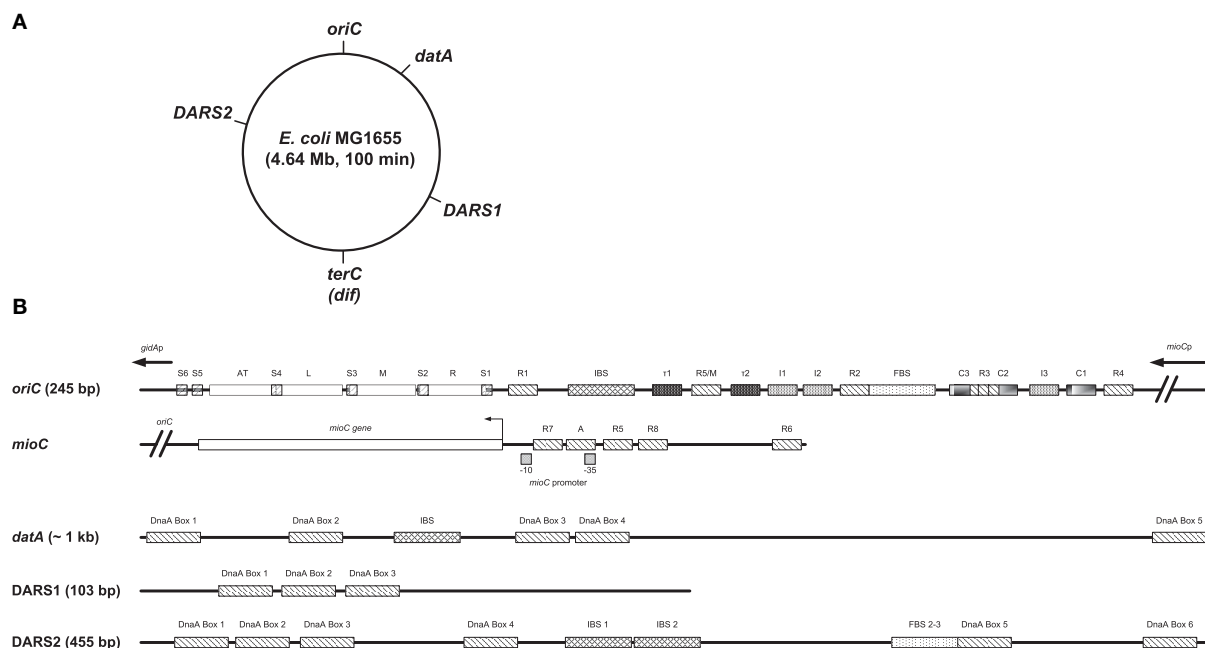 A
oriC
datA
DARS2
E. coli MG1655
(4.64 Mb, 100 min)
DARS1
terC
(dif)
B
gidAp
mioCp
S6 S5 AT S4 L S3 M S2 R S1 R1 IBS τ1 R5/M τ2 I1 I2 R2 FBS C3 R3 C2 I3 C1 R4
oriC (245 bp)
oriC mioC gene R7 A R5 R8 R6
mioC
-10 -35
mioC promoter
DnaA Box 1 DnaA Box 2 IBS DnaA Box 3 DnaA Box 4 DnaA Box 5
datA (~ 1 kb)
DnaA Box 1 DnaA Box 2 DnaA Box 3
DARS1 (103 bp)
DnaA Box 1 DnaA Box 2 DnaA Box 3 DnaA Box 4 IBS 1 IBS 2 FBS 2-3 DnaA Box 5 DnaA Box 6
DARS2 (455 bp)